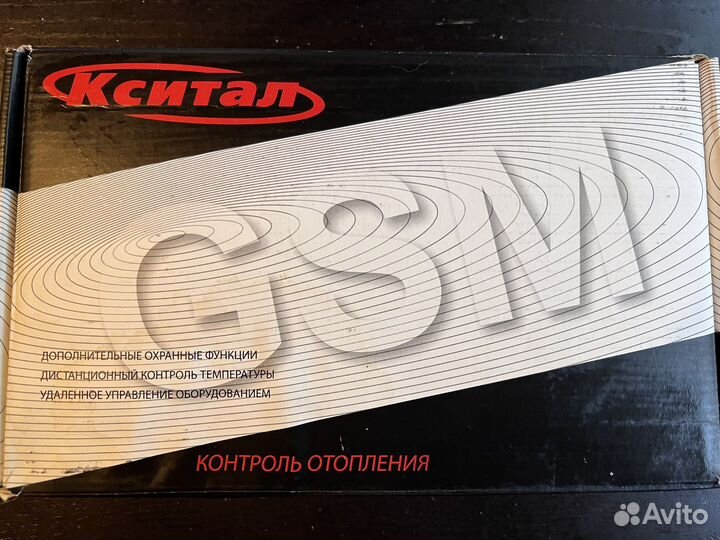 Кситал
GSM
ДОПОЛНИТЕЛЬНЫЕ ОХРАННЫЕ ФУНКЦИИ
ДИСТАНЦИОННЫЙ КОНТРОЛЬ ТЕМПЕРАТУРЫ
УДАЛЕННОЕ УПРАВЛЕНИЕ ОБОРУДОВАНИЕМ
КОНТРОЛЬ ОТОПЛЕНИЯ
Avito